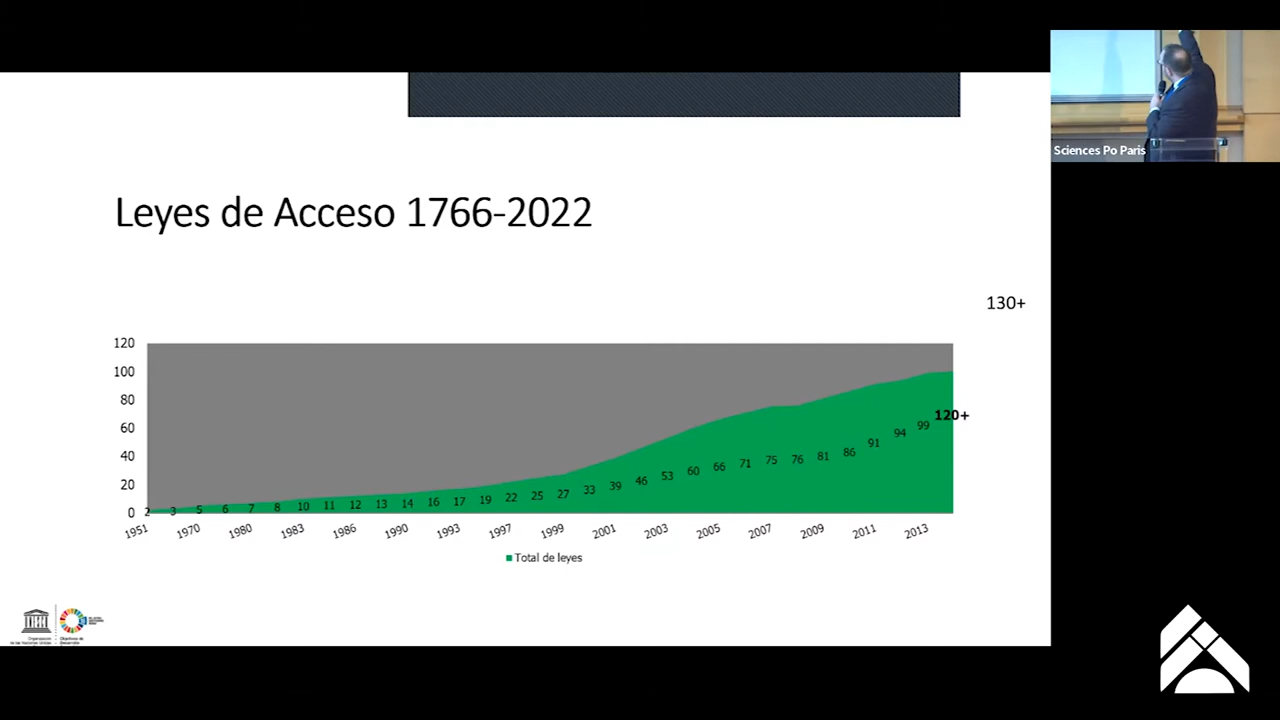 Sciences Po Paris
Leyes de Acceso 1766-2022
130+
120
100
80
60
40
20
0
2 3 5 6 7 8 10 11 12 13 14 16 17 19 22 25 27 33 39 46 53 60 66 71 75 76 81 86 91 94 99 120+
1951 1970 1980 1983 1986 1990 1993 1997 1999 2001 2003 2005 2007 2009 2011 2013
Total de leyes